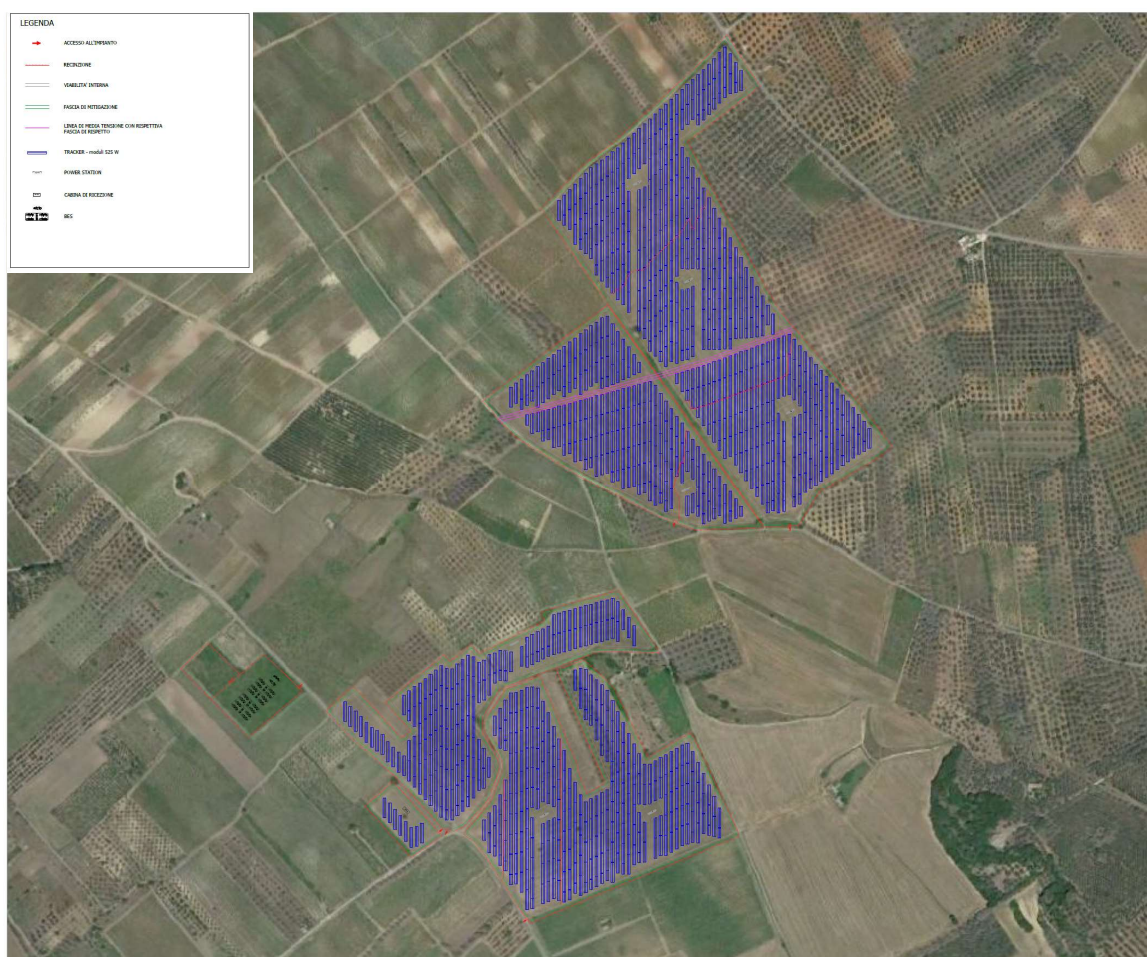 LEGENDA
ACCESSO ALL'IMPIANTO
RECINZIONE
VIABILITA' INTERNA
FASCIA DI MITIGAZIONE
LINEA DI MEDIA TENSIONE CON RISPETTIVA
FASCIA DI RISPETTO
TRACKER - moduli 525 W
POWER STATION
CABINA DI RICEZIONE
BES